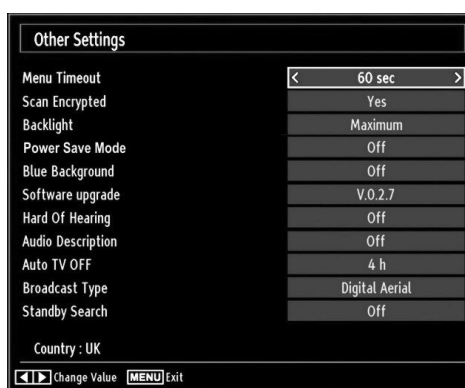 Other Settings
Menu Timeout < 60 sec >
Scan Encrypted Yes
Backlight Maximum
Power Save Mode Off
Blue Background Off
Software upgrade V.0.2.7
Hard Of Hearing Off
Audio Description Off
Auto TV OFF 4 h
Broadcast Type Digital Aerial
Standby Search Off
Country : UK
Change Value MENU Exit